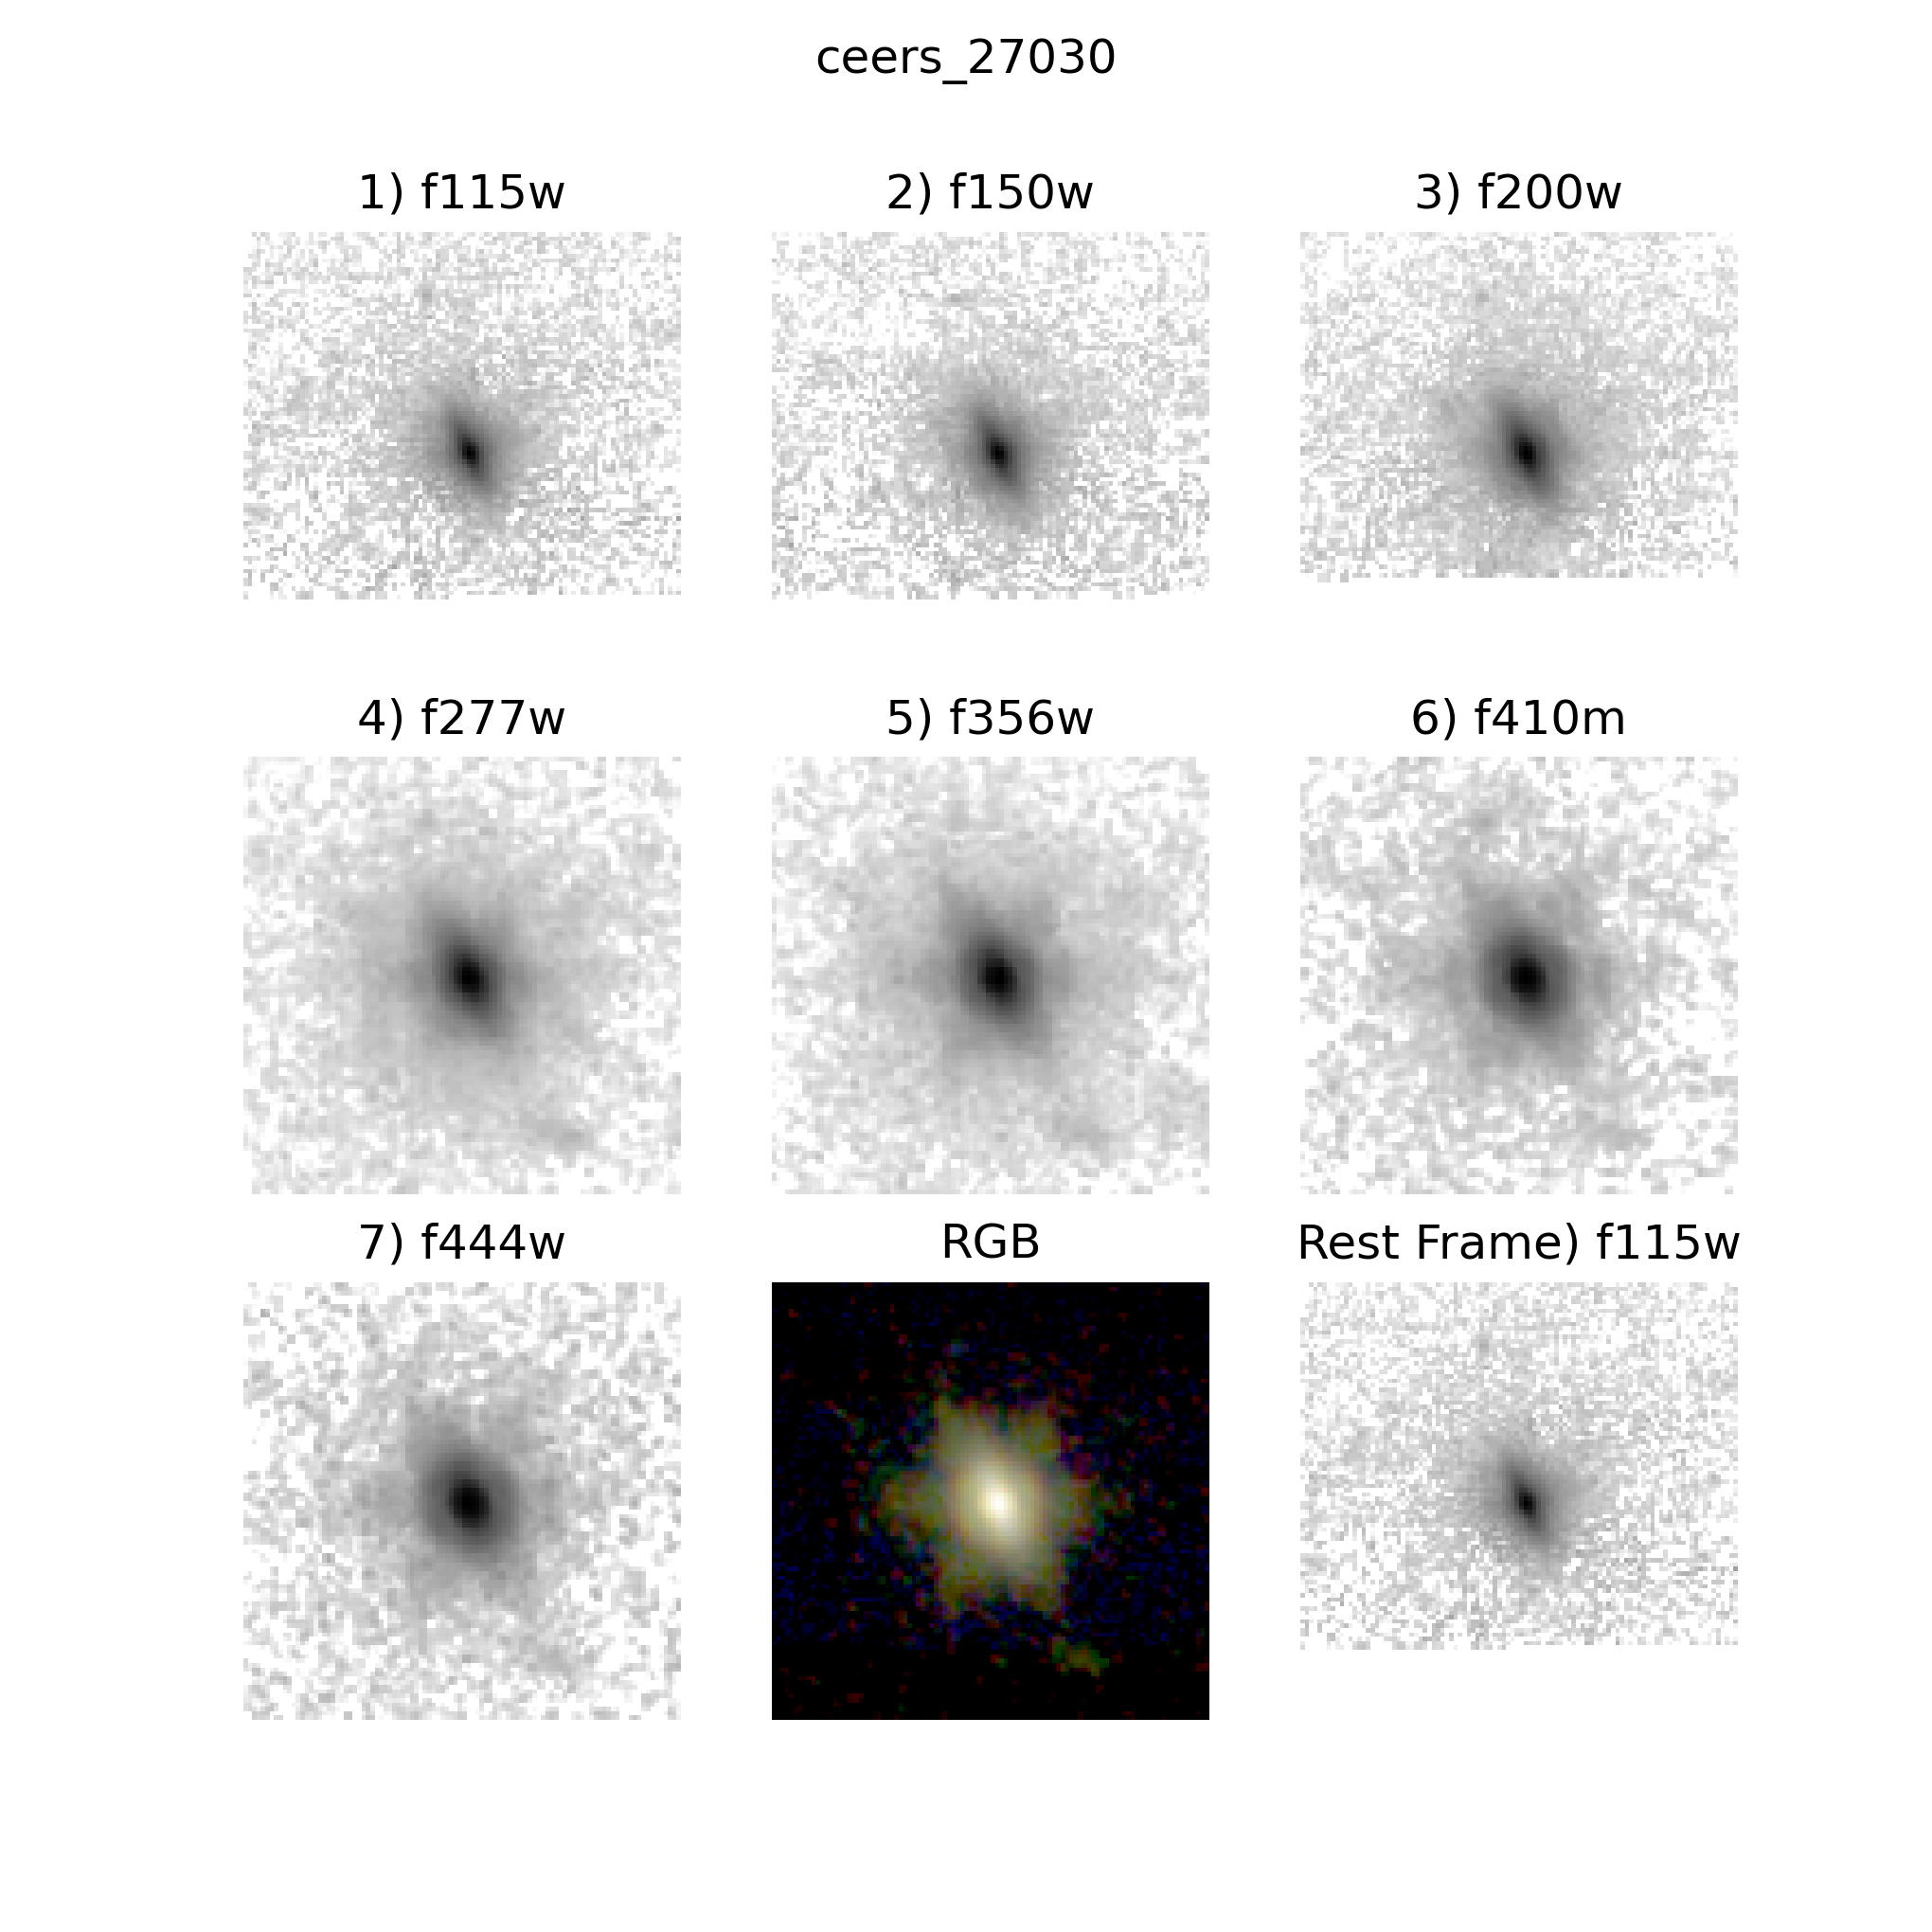 ceers_27030
1) f115w
2) f150w
3) f200w
4) f277w
5) f356w
6) f410m
7) f444w
RGB
Rest Frame) f115w